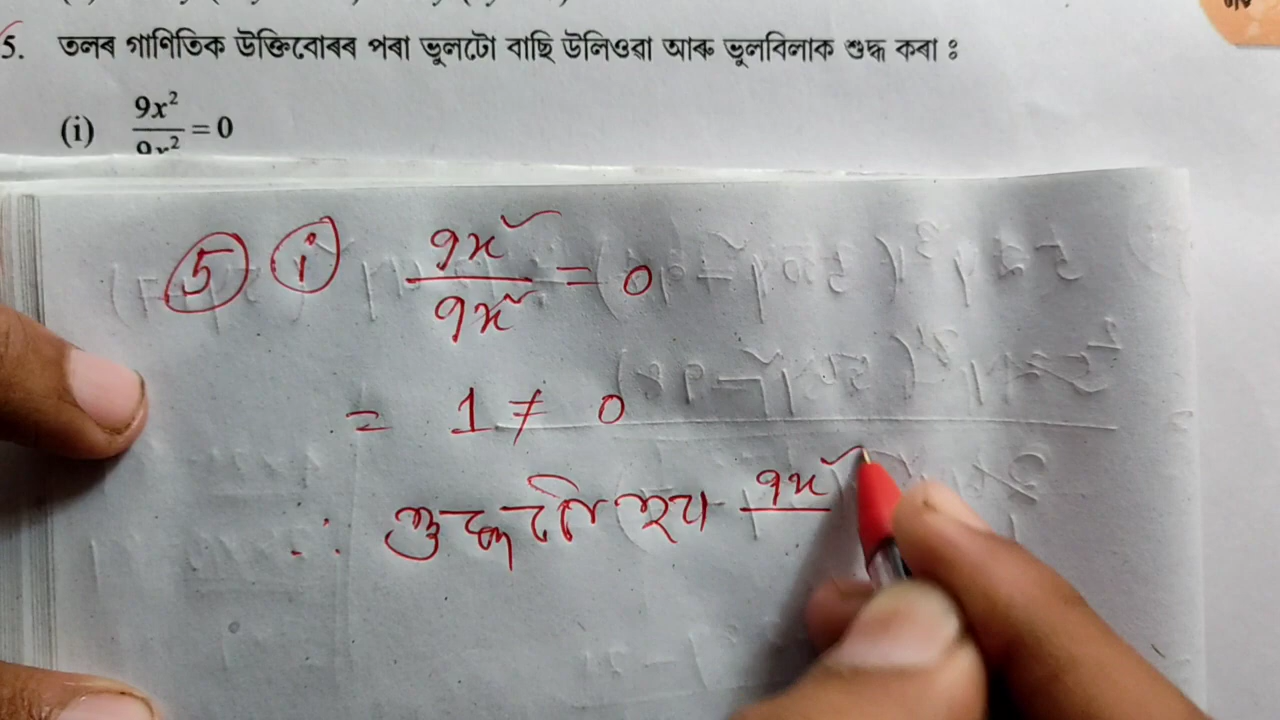 5. তলৰ গাণিতিক উক্তিবোৰৰ পৰা ভুলটো বাছি উলিওৱা আৰু ভুলবিলাক শুদ্ধ কৰা ঃ
(i) 9x²/9x² = 0
5 i 9x²/9x² = 0
= 1 ≠ 0
∴ শুদ্ধটো হ'ব 9x²